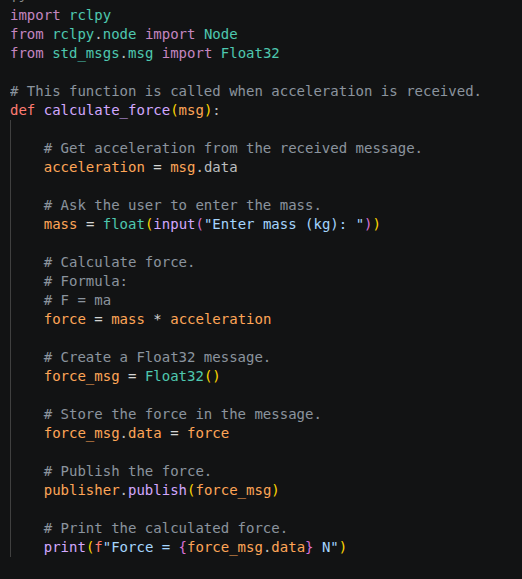 import rclpy
from rclpy.node import Node
from std_msgs.msg import Float32

# This function is called when acceleration is received.
def calculate_force(msg):

    # Get acceleration from the received message.
    acceleration = msg.data

    # Ask the user to enter the mass.
    mass = float(input("Enter mass (kg): "))

    # Calculate force.
    # Formula:
    # F = ma
    force = mass * acceleration

    # Create a Float32 message.
    force_msg = Float32()

    # Store the force in the message.
    force_msg.data = force

    # Publish the force.
    publisher.publish(force_msg)

    # Print the calculated force.
    print(f"Force = {force_msg.data} N")